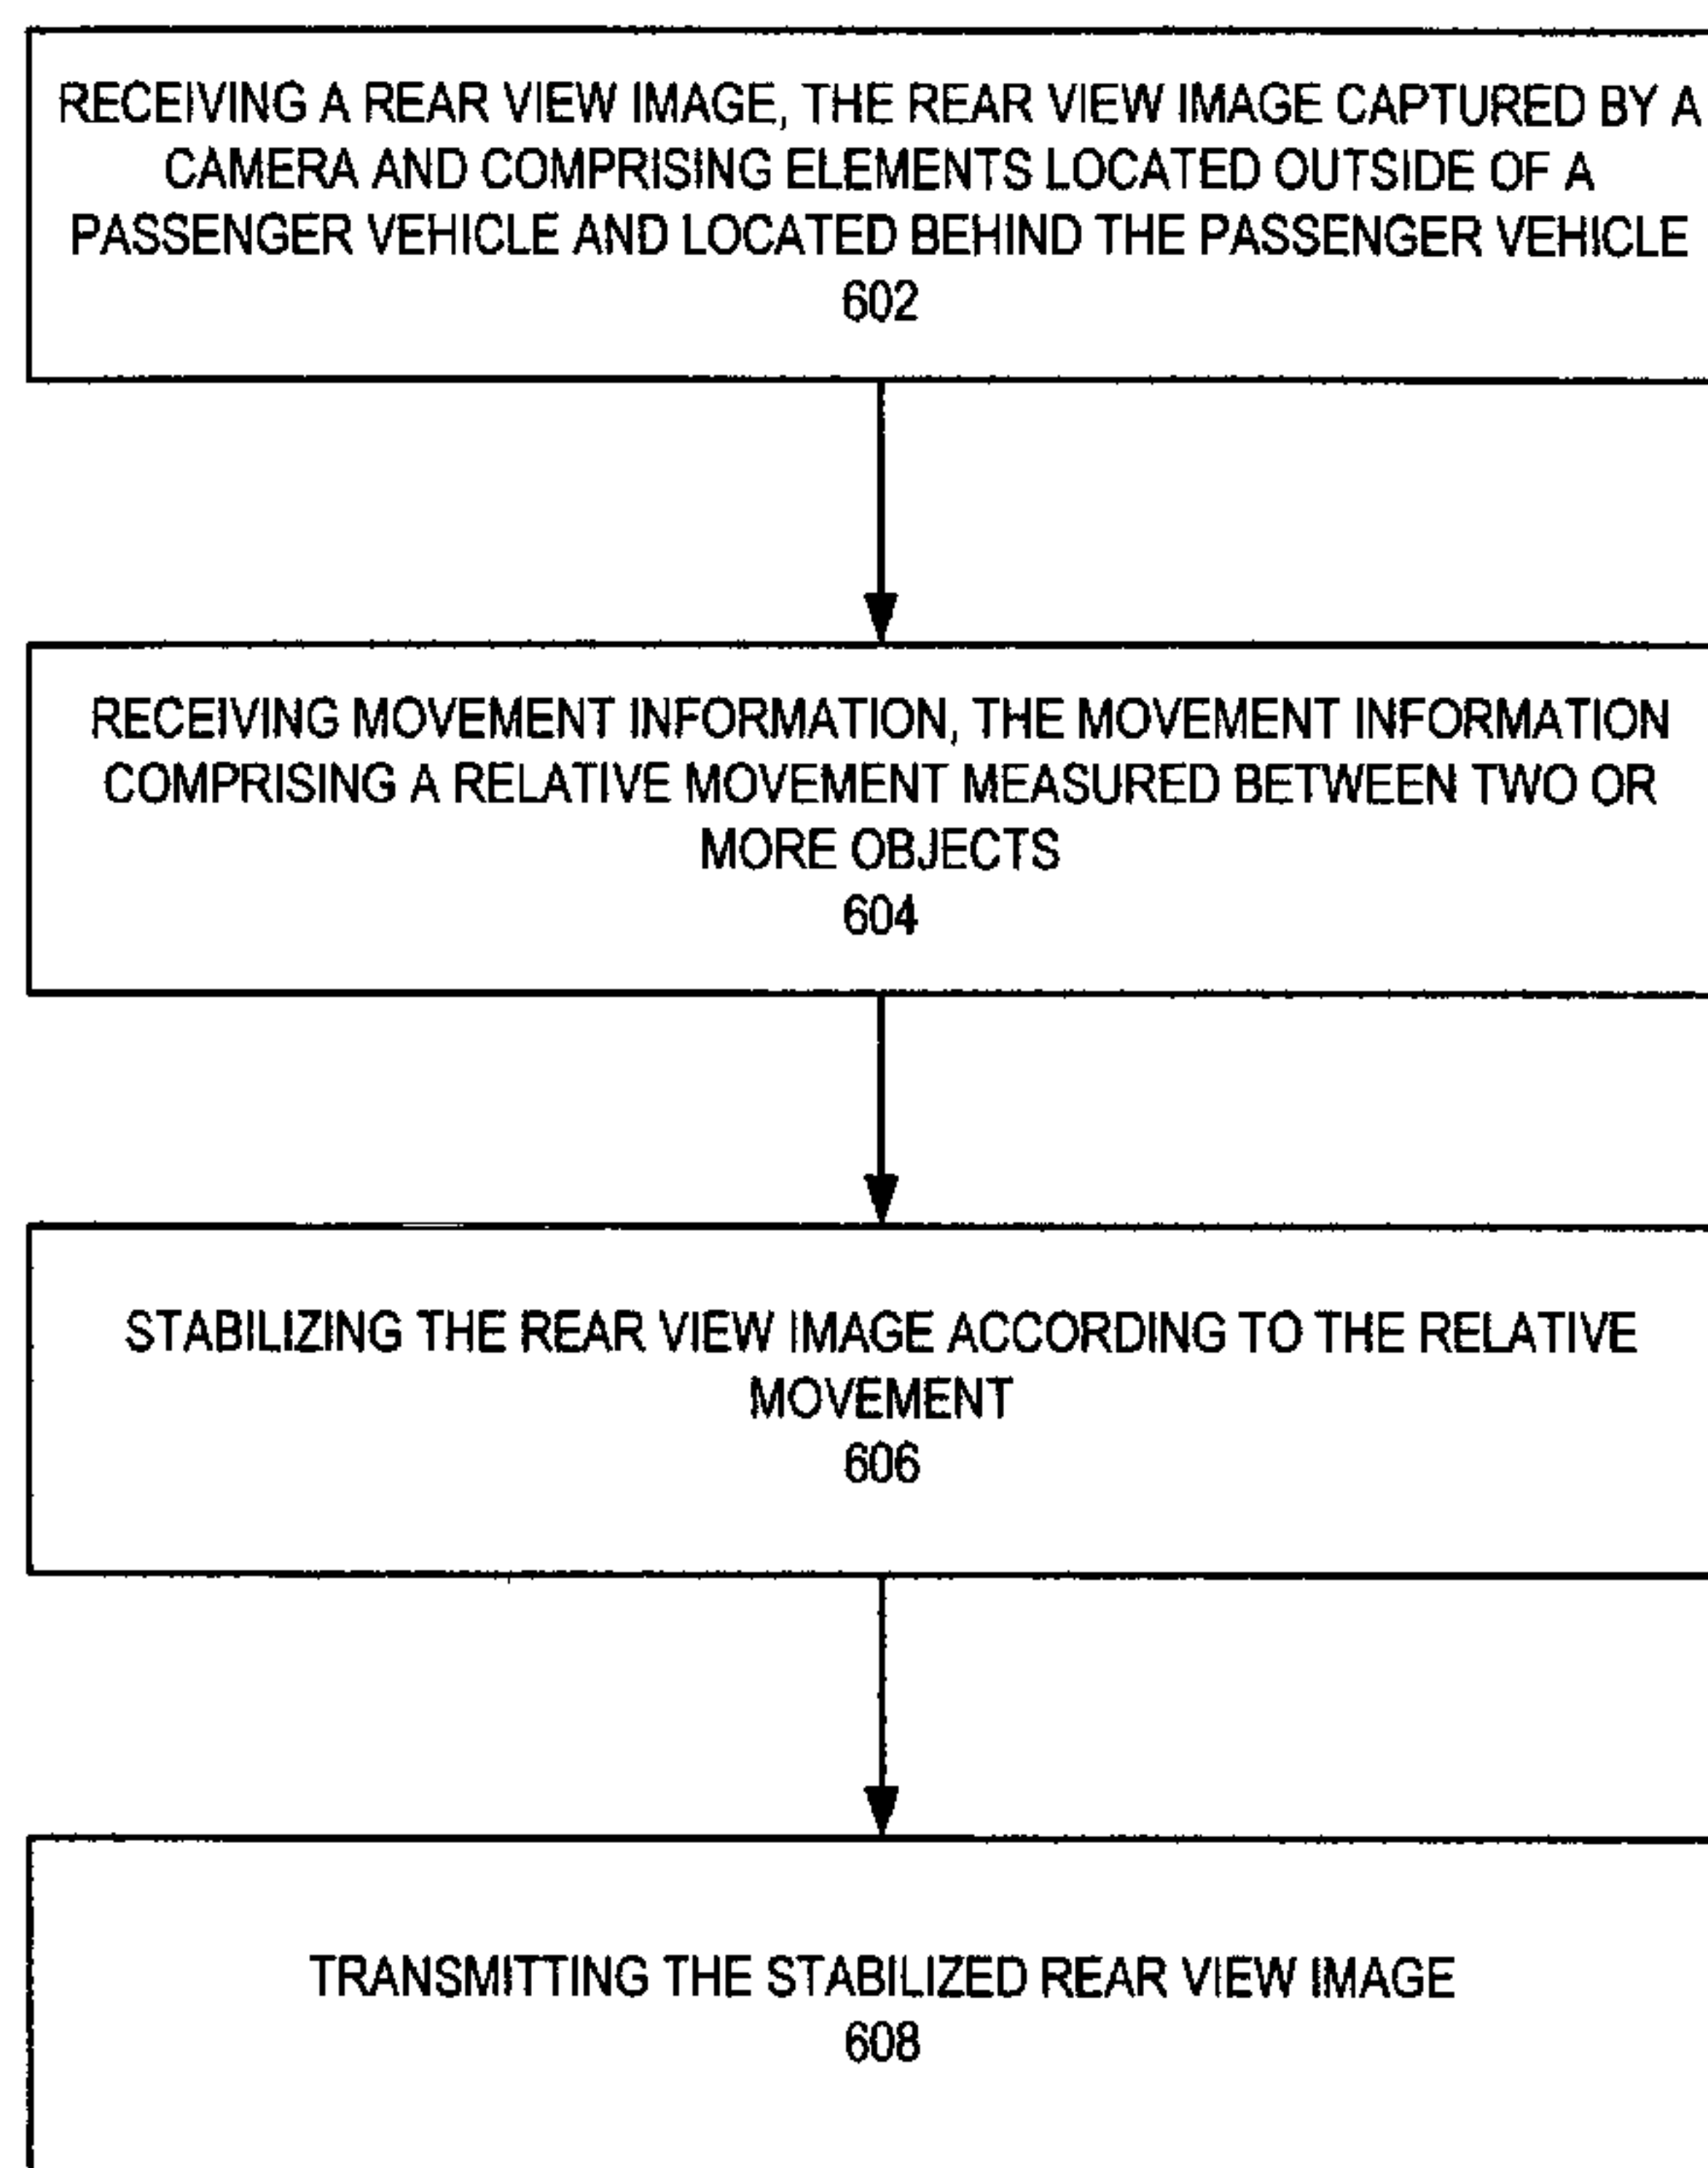 RECEIVING A REAR VIEW IMAGE, THE REAR VIEW IMAGE CAPTURED BY A
CAMERA AND COMPRISING ELEMENTS LOCATED OUTSIDE OF A
PASSENGER VEHICLE AND LOCATED BEHIND THE PASSENGER VEHICLE
602
RECEIVING MOVEMENT INFORMATION, THE MOVEMENT INFORMATION
COMPRISING A RELATIVE MOVEMENT MEASURED BETWEEN TWO OR
MORE OBJECTS
604
STABILIZING THE REAR VIEW IMAGE ACCORDING TO THE RELATIVE
MOVEMENT
606
TRANSMITTING THE STABILIZED REAR VIEW IMAGE
608